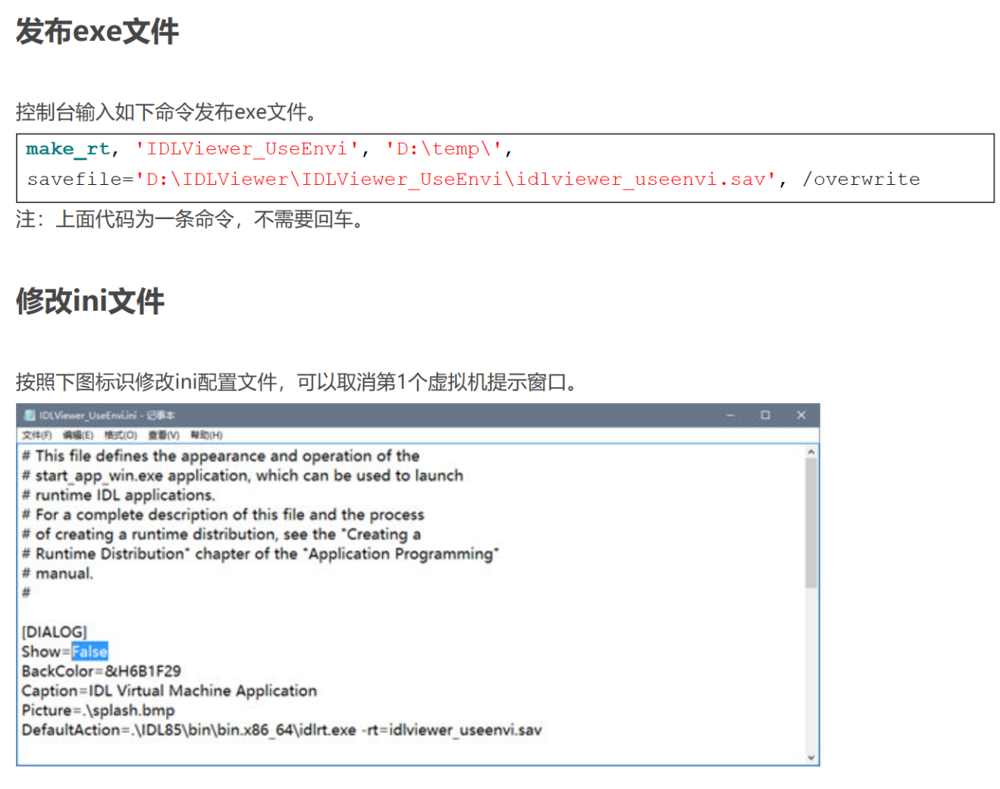 发布exe文件
控制台输入如下命令发布exe文件。
make_rt, 'IDLViewer_UseEnvi', 'D:\temp\',
savefile='D:\IDLViewer\IDLViewer_UseEnvi\idlviewer_useenvi.sav', /overwrite
注：上面代码为一条命令，不需要回车。
修改ini文件
按照下图标识修改ini配置文件，可以取消第1个虚拟机提示窗口。
IDLViewer_UseEnvi.ini - 记事本
文件(F) 编辑(E) 格式(O) 查看(V) 帮助(H)
# This file defines the appearance and operation of the
# start_app_win.exe application, which can be used to launch
# runtime IDL applications.
# For a complete description of this file and the process
# of creating a runtime distribution, see the "Creating a
# Runtime Distribution" chapter of the "Application Programming"
# manual.
#
[DIALOG]
Show=False
BackColor=&H6B1F29
Caption=IDL Virtual Machine Application
Picture=.\splash.bmp
DefaultAction=.\IDL85\bin\bin.x86_64\idlrt.exe -rt=idlviewer_useenvi.sav